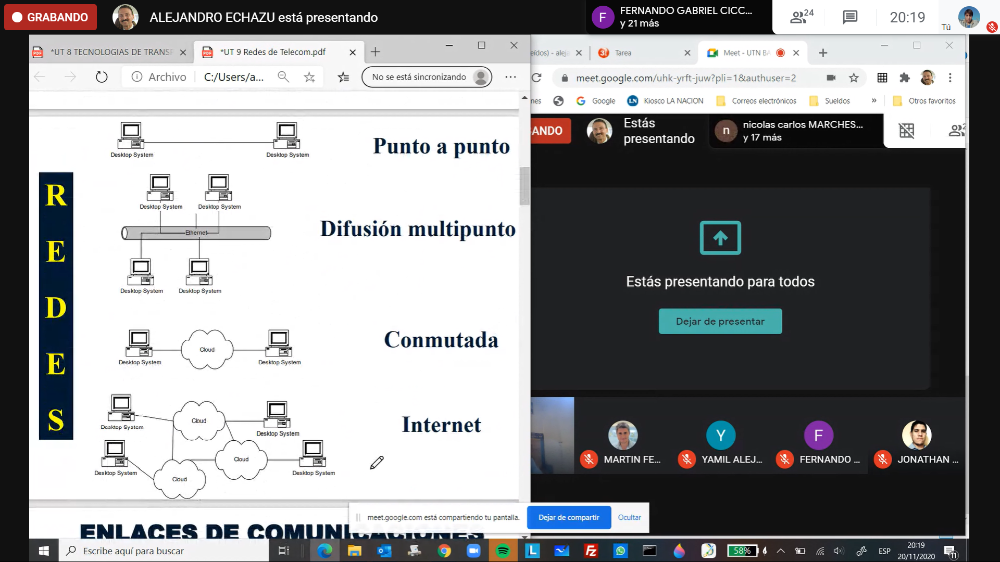 GRABANDO
ALEJANDRO ECHAZU está presentando
F
FERNANDO GABRIEL CICC...
y 21 más
24
20:19
Tú
*UT 8 TECNOLOGIAS DE TRANSF
*UT 9 Redes de Telecom.pdf
Archivo
C:/Users/a...
No se está sincronizando
eídos) - aleja
Tarea
Meet - UTN BA
meet.google.com/uhk-yrft-juw?pli=1&authuser=2
nes
Google
LN
Kiosco LA NACION
Correos electrónicos
Sueldos
»
Otros favoritos
REDES
Desktop System
Desktop System
Punto a punto
Desktop System
Desktop System
Ethernet
Difusión multipunto
Desktop System
Desktop System
Cloud
Conmutada
Desktop System
Desktop System
Cloud
Internet
Desktop System
Desktop System
Cloud
Desktop System
Desktop System
Cloud
ENLACES DE COMUNICACIONES
ANDO
Estás
presentando
n
nicolas carlos MARCHES...
y 17 más
2
Estás presentando para todos
Dejar de presentar
MARTIN FE...
Y
YAMIL ALEJ...
F
FERNANDO ...
JONATHAN ...
meet.google.com está compartiendo tu pantalla.
Dejar de compartir
Ocultar
Escribe aquí para buscar
L
FZ
58%
ESP
20:19
20/11/2020
11